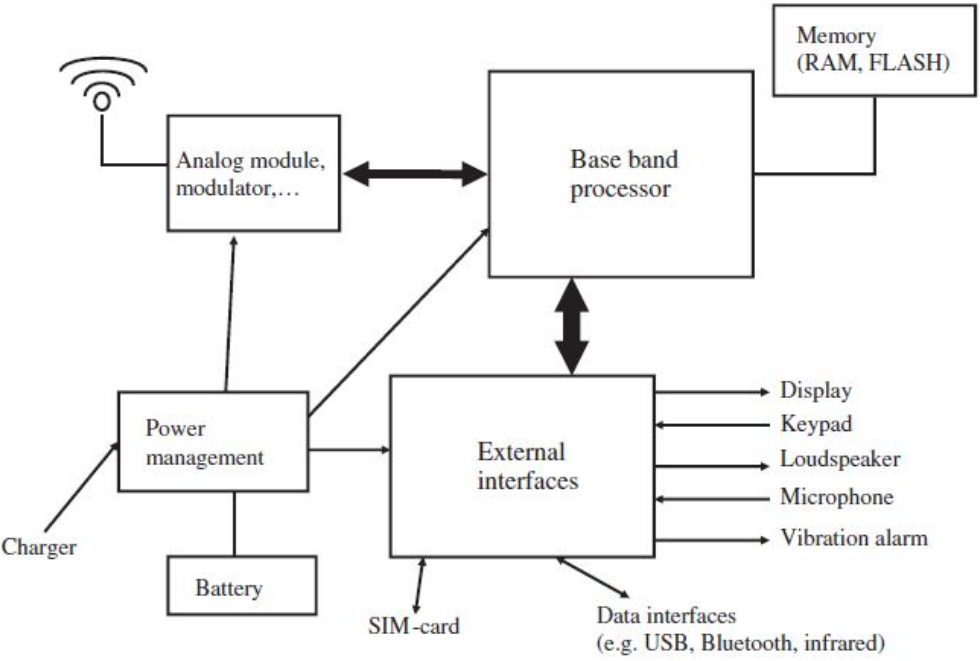 Memory
(RAM, FLASH)
Analog module,
modulator,...
Base band
processor
Power
management
External
interfaces
Display
Keypad
Loudspeaker
Microphone
Vibration alarm
Charger
Battery
SIM-card
Data interfaces
(e.g. USB, Bluetooth, infrared)